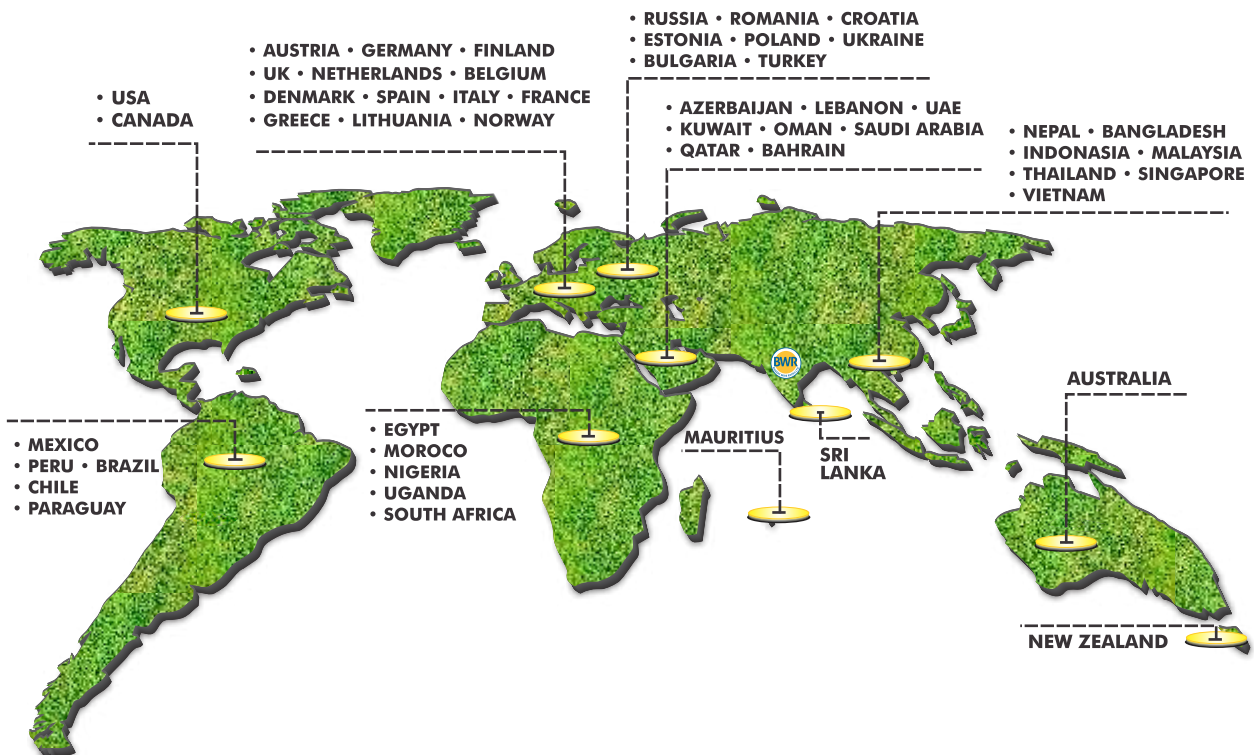 • RUSSIA • ROMANIA • CROATIA
• ESTONIA • POLAND • UKRAINE
• BULGARIA • TURKEY
• AUSTRIA • GERMANY • FINLAND
• UK • NETHERLANDS • BELGIUM
• DENMARK • SPAIN • ITALY • FRANCE
• GREECE • LITHUANIA • NORWAY
• USA
• CANADA
• AZERBAIJAN • LEBANON • UAE
• KUWAIT • OMAN • SAUDI ARABIA
• QATAR • BAHRAIN
• NEPAL • BANGLADESH
• INDONASIA • MALAYSIA
• THAILAND • SINGAPORE
• VIETNAM
BWR
AUSTRALIA
• MEXICO
• PERU • BRAZIL
• CHILE
• PARAGUAY
• EGYPT
• MOROCO
• NIGERIA
• UGANDA
• SOUTH AFRICA
MAURITIUS
SRI
LANKA
NEW ZEALAND